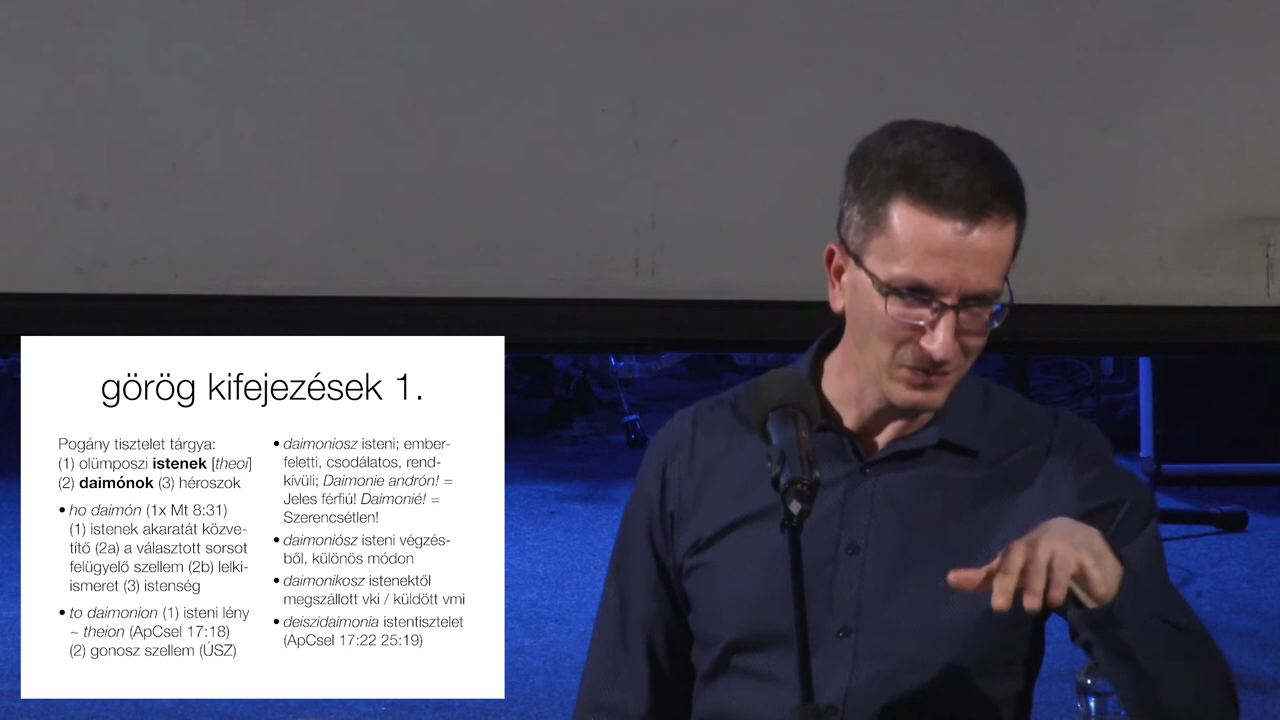 görög kifejezések 1.
Pogány tisztelet tárgya:
(1) olümposzi istenek [theoi]
(2) daimónok (3) héroszok
• ho daimón (1x Mt 8:31)
(1) istenek akaratát közve-
títő (2a) a választott sorsot
felügyelő szellem (2b) lelki-
ismeret (3) istenség
• to daimonion (1) isteni lény
~ theion (ApCsel 17:18)
(2) gonosz szellem (ÚSZ)
• daimoniosz isteni; ember-
feletti, csodálatos, rend-
kívüli; Daimonie andrón! =
Jeles férfiú! Daimonié! =
Szerencsétlen!
• daimoniósz isteni végzés-
ből, különös módon
• daimonikosz istenektől
megszállott vki / küldött vmi
• deiszidaimonia istentisztelet
(ApCsel 17:22 25:19)